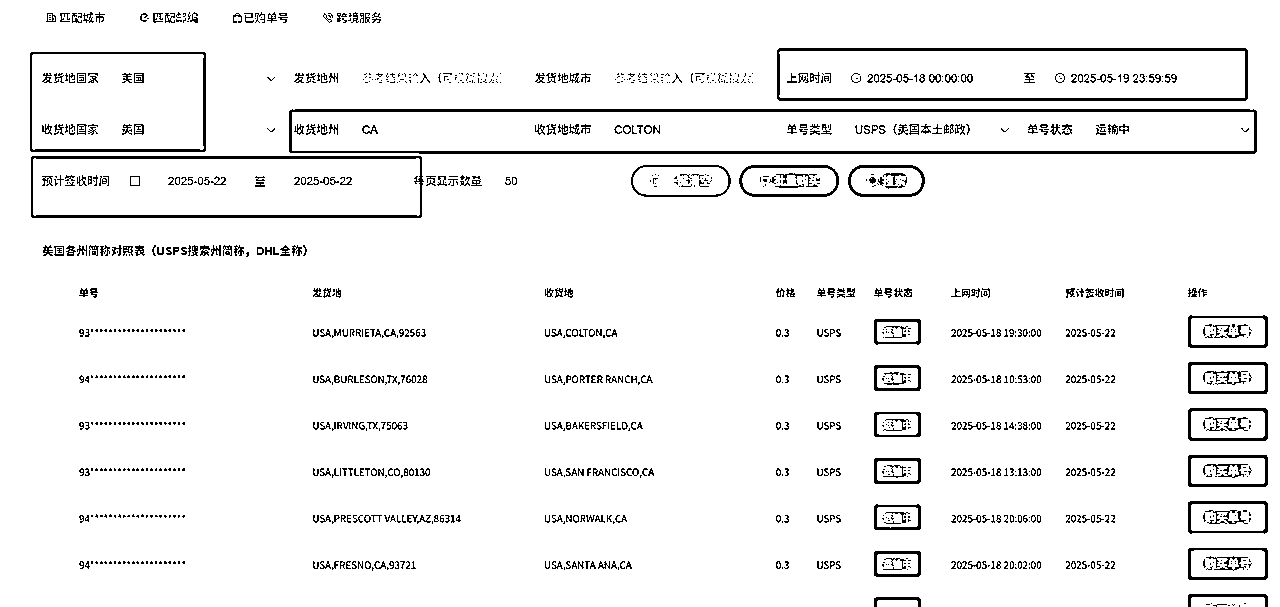 匹配城市 匹配邮编 已购单号 跨境服务
发货地国家 美国 发货地州 参考结果输入（可模糊搜索） 发货地城市 参考结果输入（可模糊搜索） 上网时间 2025-05-18 00:00:00 至 2025-05-19 23:59:59
收货地国家 美国 收货地州 CA 收货地城市 COLTON 单号类型 USPS（美国本土邮政） 单号状态 运输中
预计签收时间 2025-05-22 至 2025-05-22 每页显示数量 50 批量购买 搜索
美国各州简称对照表（USPS搜索州简称，DHL全称）
单号 发货地 收货地 价格 单号类型 单号状态 上网时间 预计签收时间 操作
93********************* USA,MURRIETA,CA,92563 USA,COLTON,CA 0.3 USPS 运输中 2025-05-18 19:30:00 2025-05-22 购买单号
94********************* USA,BURLESON,TX,76028 USA,PORTER RANCH,CA 0.3 USPS 运输中 2025-05-18 10:53:00 2025-05-22 购买单号
93********************* USA,IRVING,TX,75063 USA,BAKERSFIELD,CA 0.3 USPS 运输中 2025-05-18 14:38:00 2025-05-22 购买单号
93********************* USA,LITTLETON,CO,80130 USA,SAN FRANCISCO,CA 0.3 USPS 运输中 2025-05-18 13:13:00 2025-05-22 购买单号
94********************* USA,PRESCOTT VALLEY,AZ,86314 USA,NORWALK,CA 0.3 USPS 运输中 2025-05-18 20:06:00 2025-05-22 购买单号
94********************* USA,FRESNO,CA,93721 USA,SANTA ANA,CA 0.3 USPS 运输中 2025-05-18 20:02:00 2025-05-22 购买单号